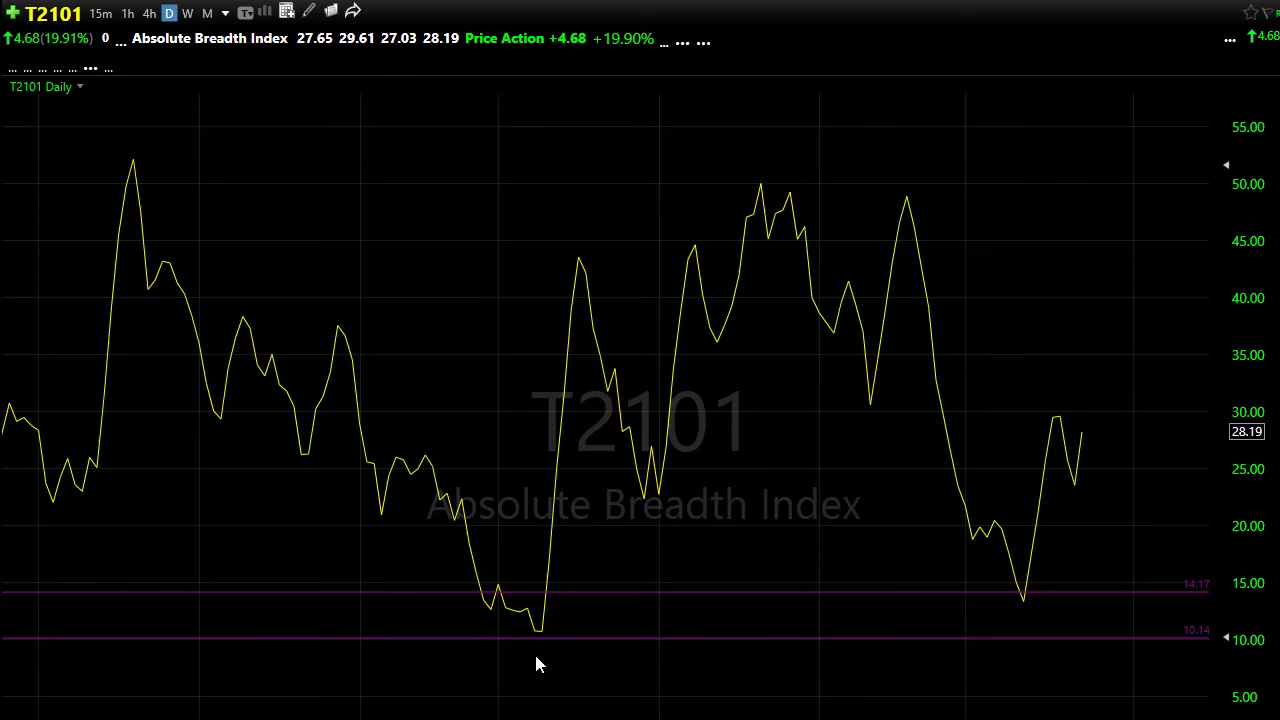 T2101 15m 1h 4h D W M Tv
4.68(19.91%) 0 ... Absolute Breadth Index 27.65 29.61 27.03 28.19 Price Action +4.68 +19.90% ... ... ... ... 4.68
... ... ... ... ... ... ...
T2101 Daily
55.00
50.00
45.00
40.00
35.00
30.00
28.19
T2101
25.00
Absolute Breadth Index
20.00
14.17
15.00
10.14
10.00
5.00